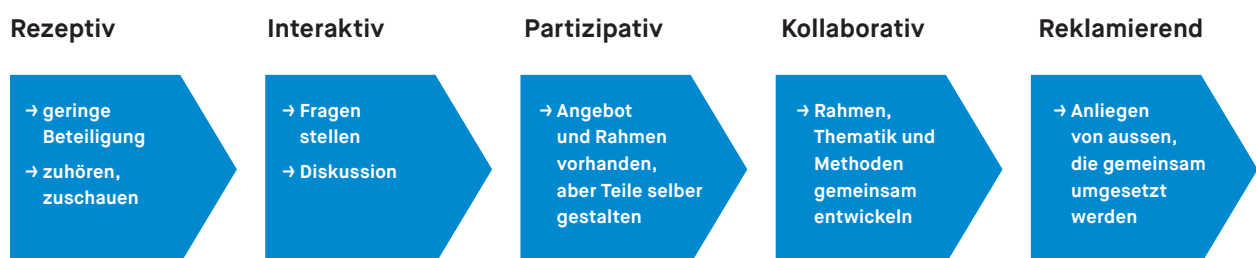 Rezeptiv
→ geringe
Beteiligung
→ zuhören,
zuschauen
Interaktiv
→ Fragen
stellen
→ Diskussion
Partizipativ
→ Angebot
und Rahmen
vorhanden,
aber Teile selber
gestalten
Kollaborativ
→ Rahmen,
Thematik und
Methoden
gemeinsam
entwickeln
Reklamierend
→ Anliegen
von aussen,
die gemeinsam
umgesetzt
werden